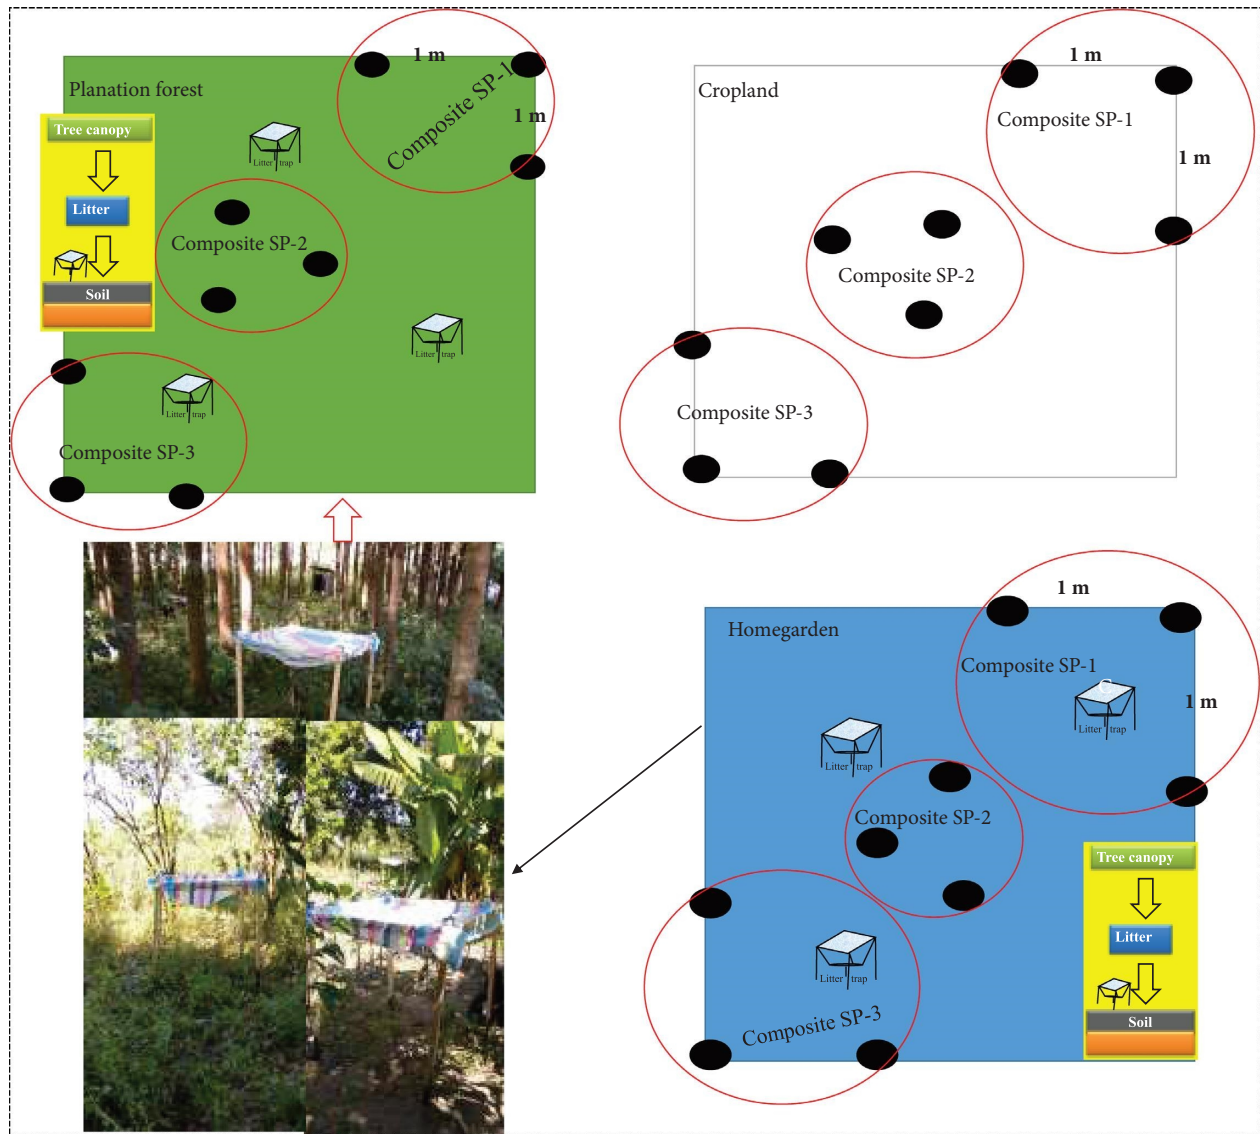 Planation forest
1 m
Composite SP-1
1 m
Tree canopy
Litter
Soil
Litter trap
Composite SP-2
Litter trap
Litter trap
Composite SP-3
Cropland
1 m
Composite SP-1
1 m
Composite SP-2
Composite SP-3
Homegarden
1 m
Composite SP-1
C
1 m
Litter trap
Litter trap
Composite SP-2
Litter trap
Composite SP-3
Tree canopy
Litter
Soil